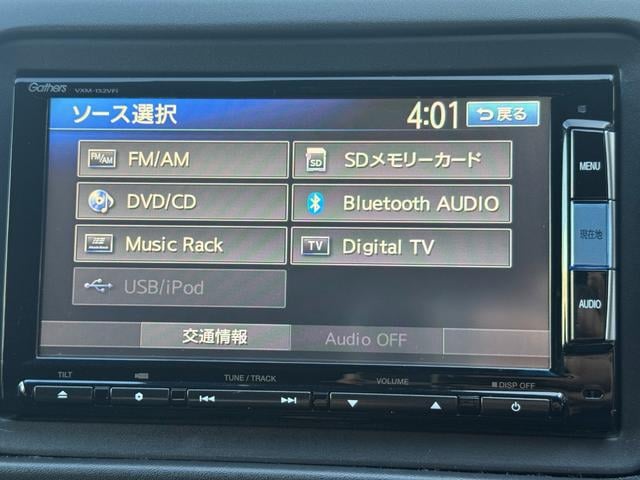 Gathers
VXM-152VFi
ソース選択
4:01
戻る
FM/AM
FM/AM
SD
SDメモリーカード
DVD/CD
Bluetooth AUDIO
Music Rack
TV
Digital TV
USB/iPod
交通情報
Audio OFF
MENU
現在地
AUDIO
TILT
TUNE / TRACK
VOLUME
DISP OFF